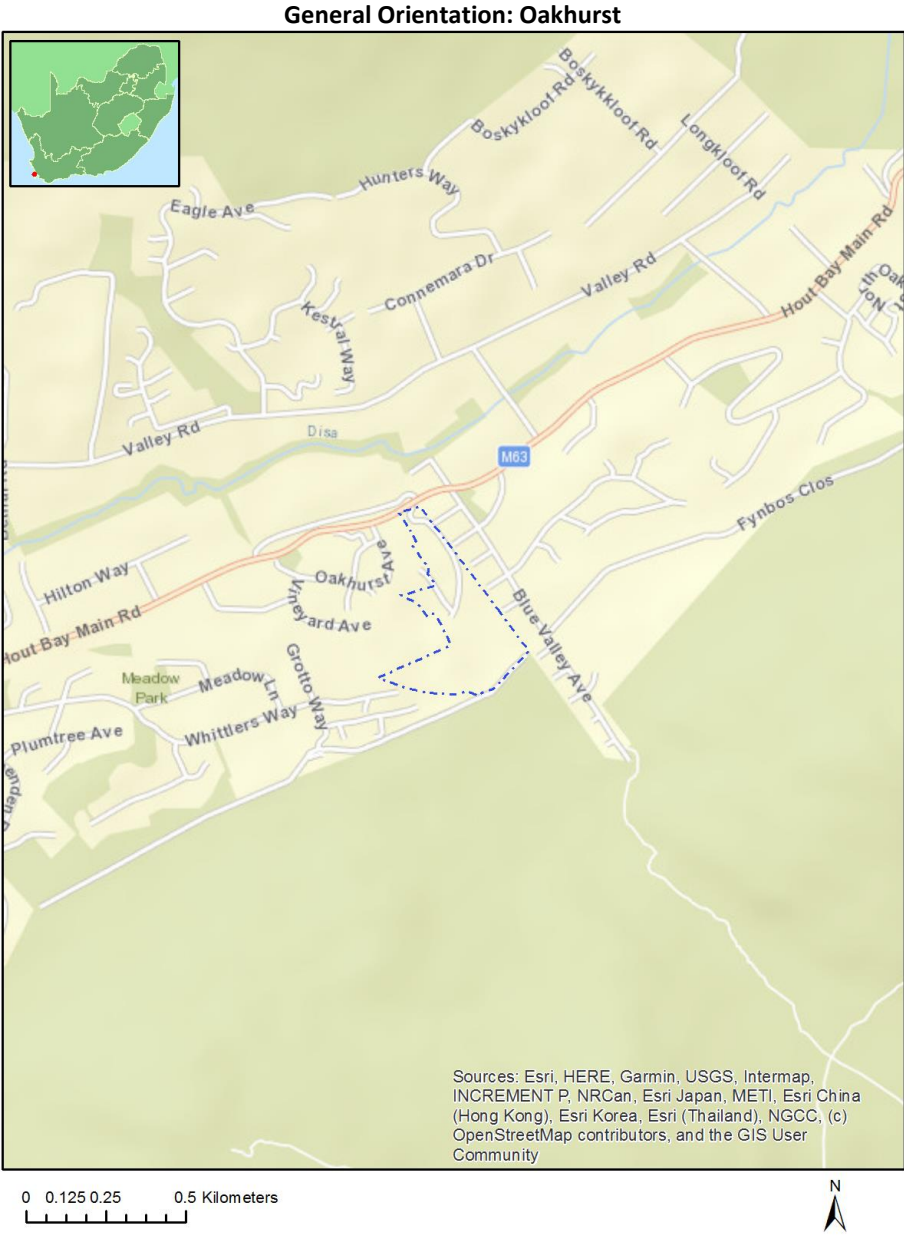 General Orientation: Oakhurst
Boskykloof Rd
Boskykkloof Rd
Longkloof Rd
Hunters Way
Eagle Ave
Hout Bay Main Rd
Connemara Dr
Valley Rd
Kestral Way
Valley Rd
Disa
M63
Fynbos Clos
Hilton Way
Oakhurst Ave
Vineyard Ave
Blue Valley Ave
Hout Bay Main Rd
Meadow
Park
Meadow Ln
Grotto Way
Whittlers Way
Plumtree Ave
Sources: Esri, HERE, Garmin, USGS, Intermap,
INCREMENT P, NRCan, Esri Japan, METI, Esri China
(Hong Kong), Esri Korea, Esri (Thailand), NGCC, (c)
OpenStreetMap contributors, and the GIS User
Community
0 0.125 0.25 0.5 Kilometers
N